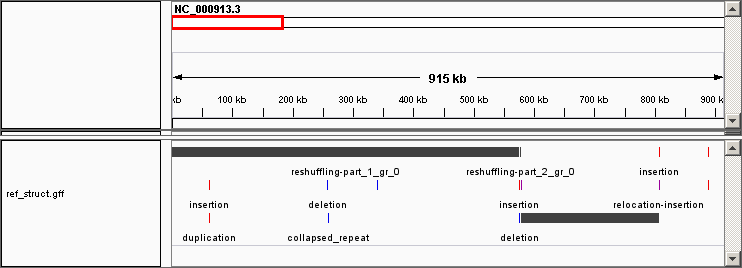 NC_000913.3
915 kb
kb 100 kb 200 kb 300 kb 400 kb 500 kb 600 kb 700 kb 800 kb 900 k
reshuffling-part_1_gr_0 reshuffling-part_2_gr_0 insertion
ref_struct.gff
insertion deletion insertion relocation-insertion
duplication collapsed_repeat deletion